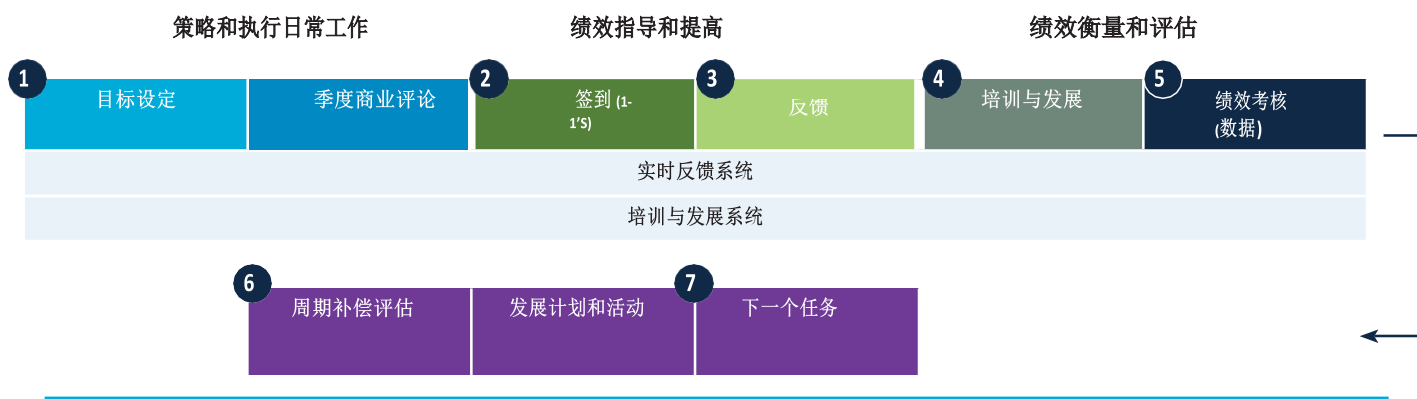 策略和执行日常工作
绩效指导和提高
绩效衡量和评估
1
目标设定
季度商业评论
2
签到 (1-
1’S)
3
反馈
4
培训与发展
5
绩效考核
(数据)
实时反馈系统
培训与发展系统
6
周期补偿评估
发展计划和活动
7
下一个任务